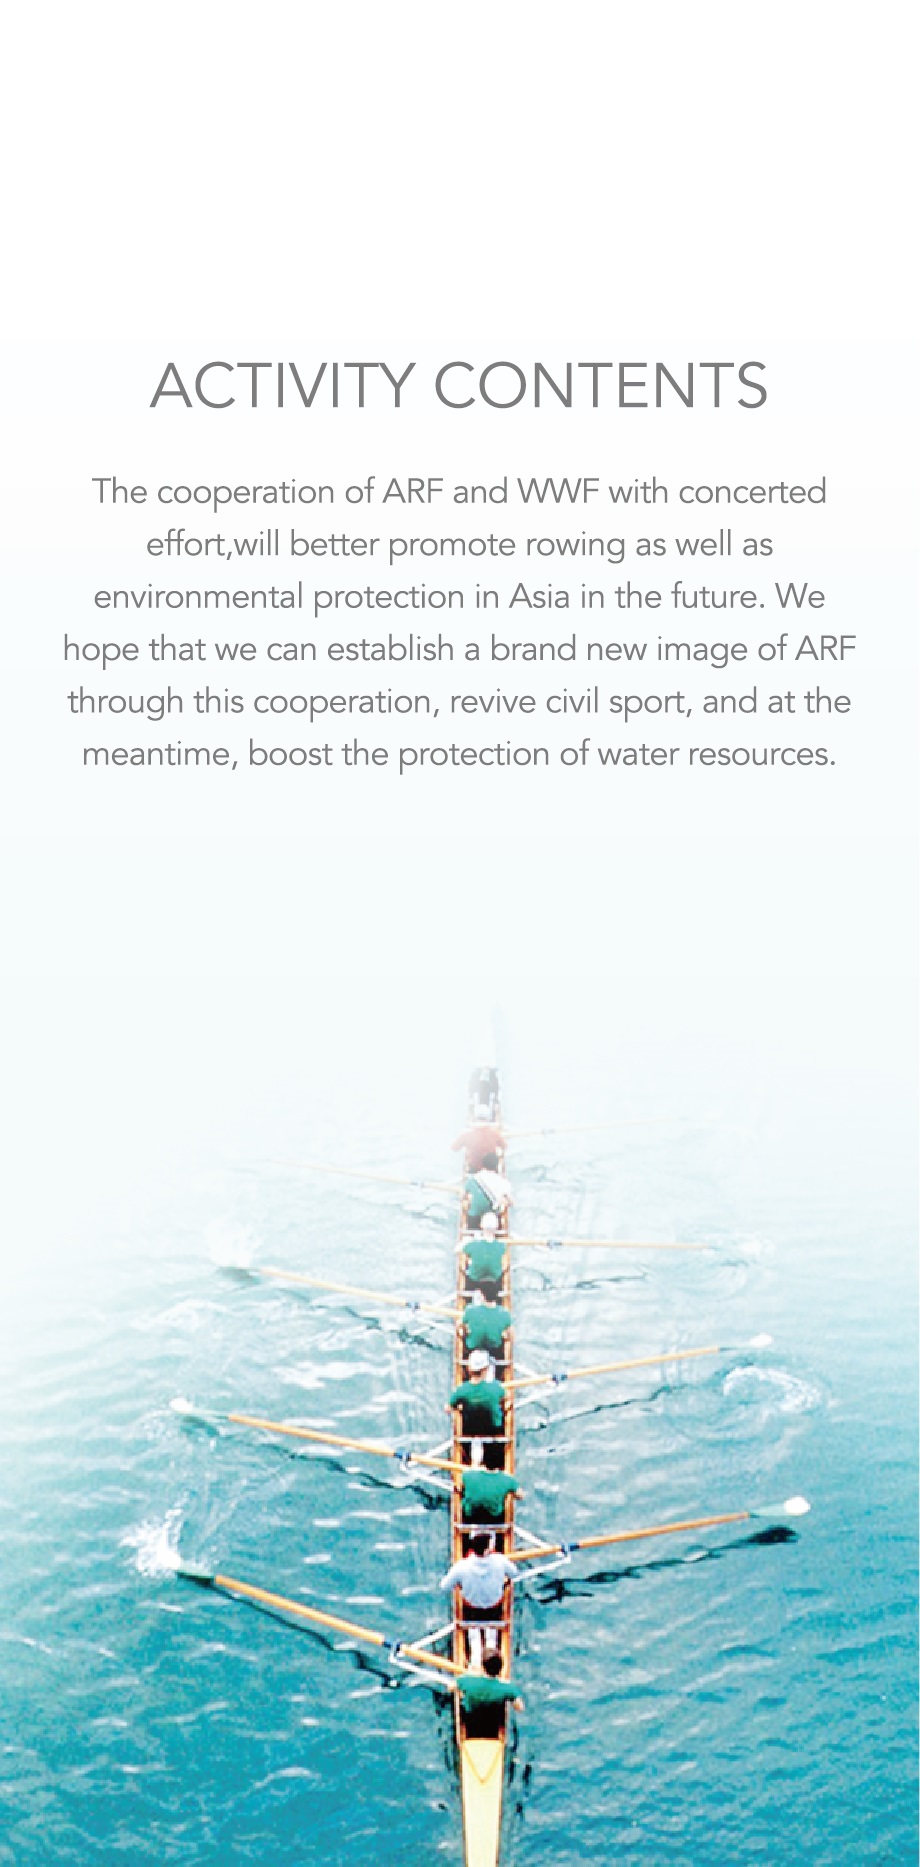 ACTIVITY CONTENTS
The cooperation of ARF and WWF with concerted
effort,will better promote rowing as well as
environmental protection in Asia in the future. We
hope that we can establish a brand new image of ARF
through this cooperation, revive civil sport, and at the
meantime, boost the protection of water resources.